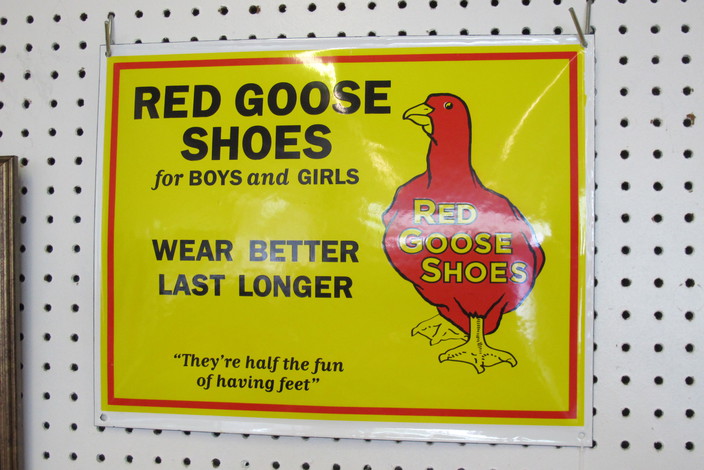 RED GOOSE
SHOES
for BOYS and GIRLS
WEAR BETTER
LAST LONGER
"They're half the fun
of having feet"
RED
GOOSE
SHOES